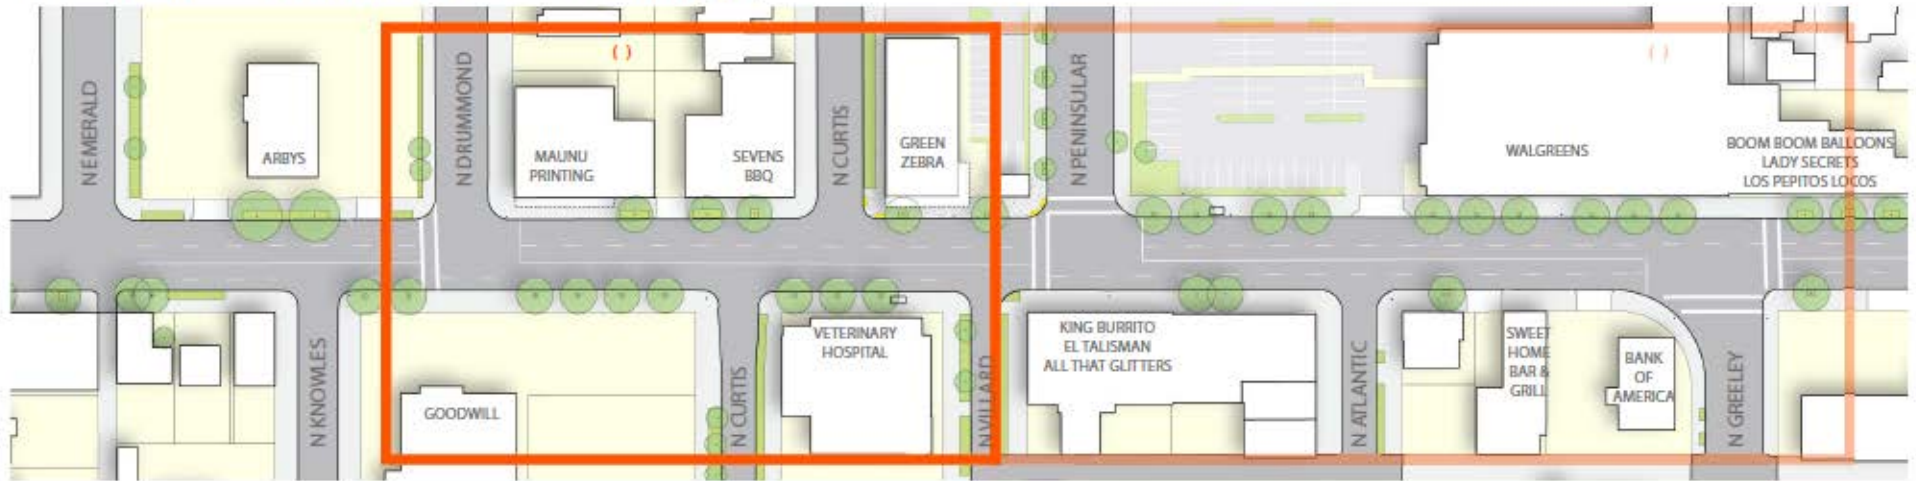 N EMERALD
ARBYS
N DRUMMOND
( )
MAUNU
PRINTING
SEVENS
BBQ
N CURTIS
GREEN
ZEBRA
N PENINSULAR
WALGREENS
( )
BOOM BOOM BALLOONS
LADY SECRETS
LOS PEPITOS LOCOS
N KNOWLES
GOODWILL
N CURTIS
VETERINARY
HOSPITAL
N VILLARD
KING BURRITO
EL TALISMAN
ALL THAT GLITTERS
N ATLANTIC
SWEET
HOME
BAR &
GRILL
BANK
OF
AMERICA
N GREELEY